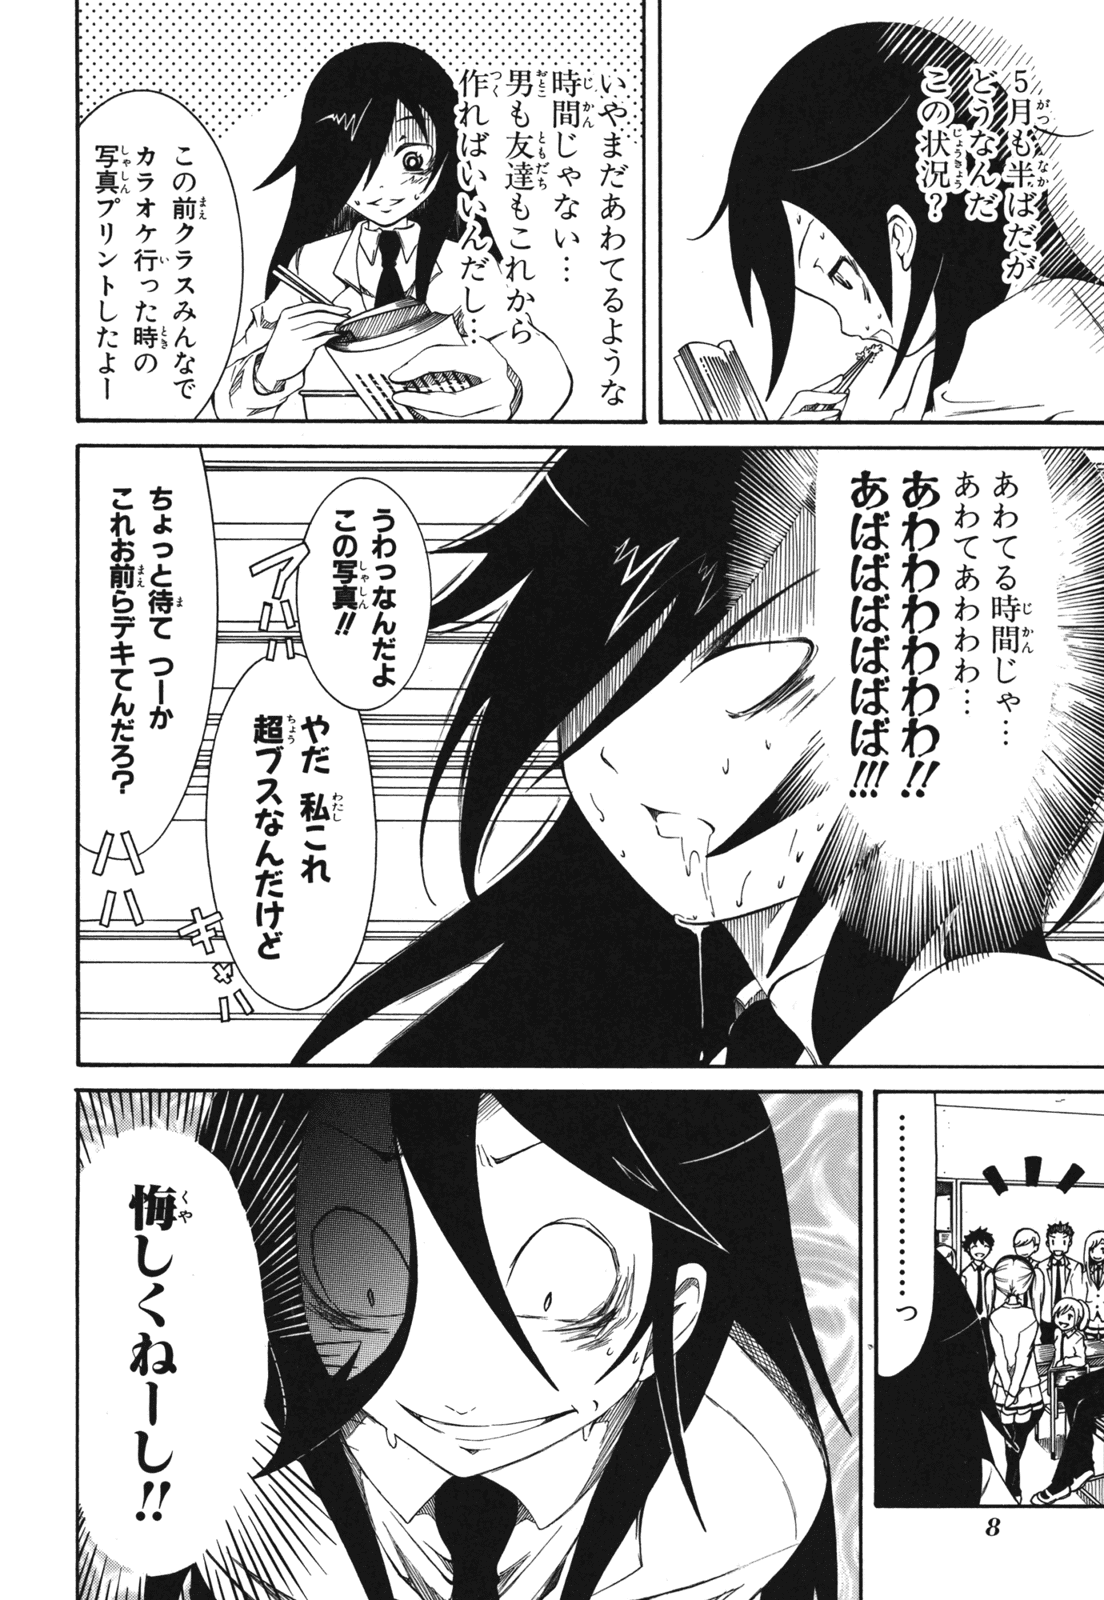 5月も半ばだが
どうなんだ
この状況?
いやまだあわてるような
時間じゃない…
男も友達もこれから
作ればいいんだし…
この前クラスみんなで
カラオケ行った時の
写真プリントしたよー
あわてる時間じゃ…
あわてあわわわ…
あわわわわわわ!!
あばばばばばば!!!
うわっなんだよ
この写真!!
アハハ
やだ 私これ
超ブスなんだけど
キャハ
ちょっと待て つーか
これお前らデキてんだろ?
ハハ
…………っ
悔しくねーし!!
8